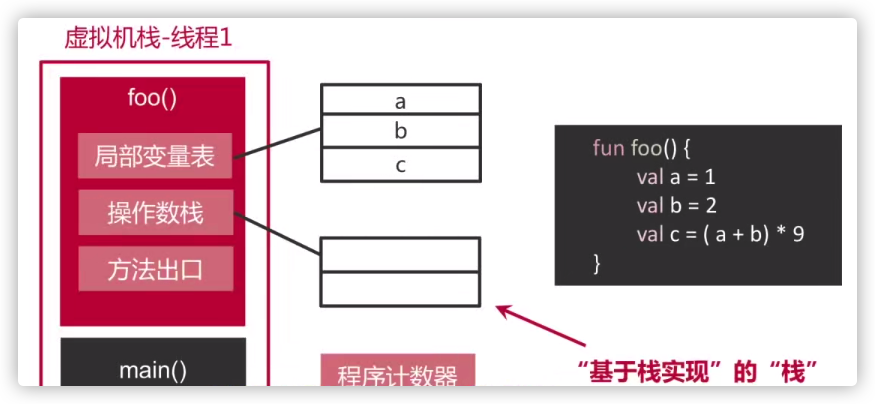 虚拟机栈-线程1
foo()
局部变量表
操作数栈
方法出口
main()
a
b
c
程序计数器
fun foo() {
val a = 1
val b = 2
val c = ( a + b) * 9
}
“基于栈实现”的“栈”